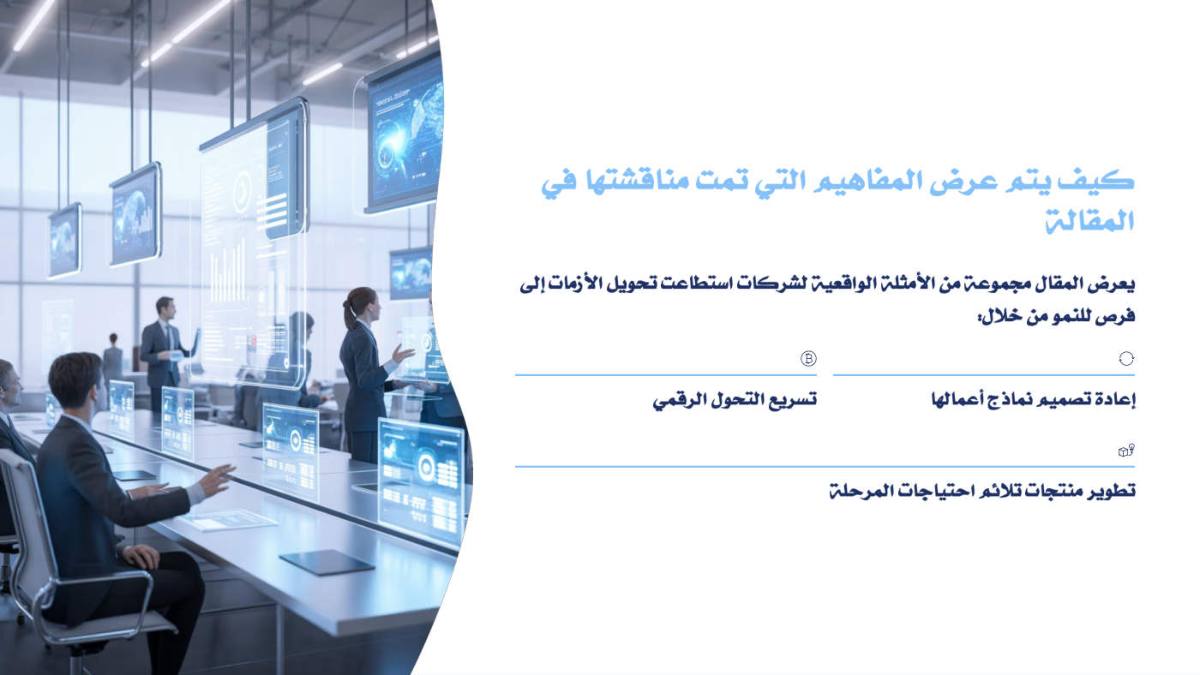 كيف يتم عرض المفاهيم التي تمت مناقشتها في
المقالة
يعرض المقال مجموعة من الأمثلة الواقعية لشركات استطاعت تحويل الأزمات إلى
فرص للنمو من خلال:
إعادة تصميم نماذج أعمالها
تسريع التحول الرقمي
تطوير منتجات تلائم احتياجات المرحلة